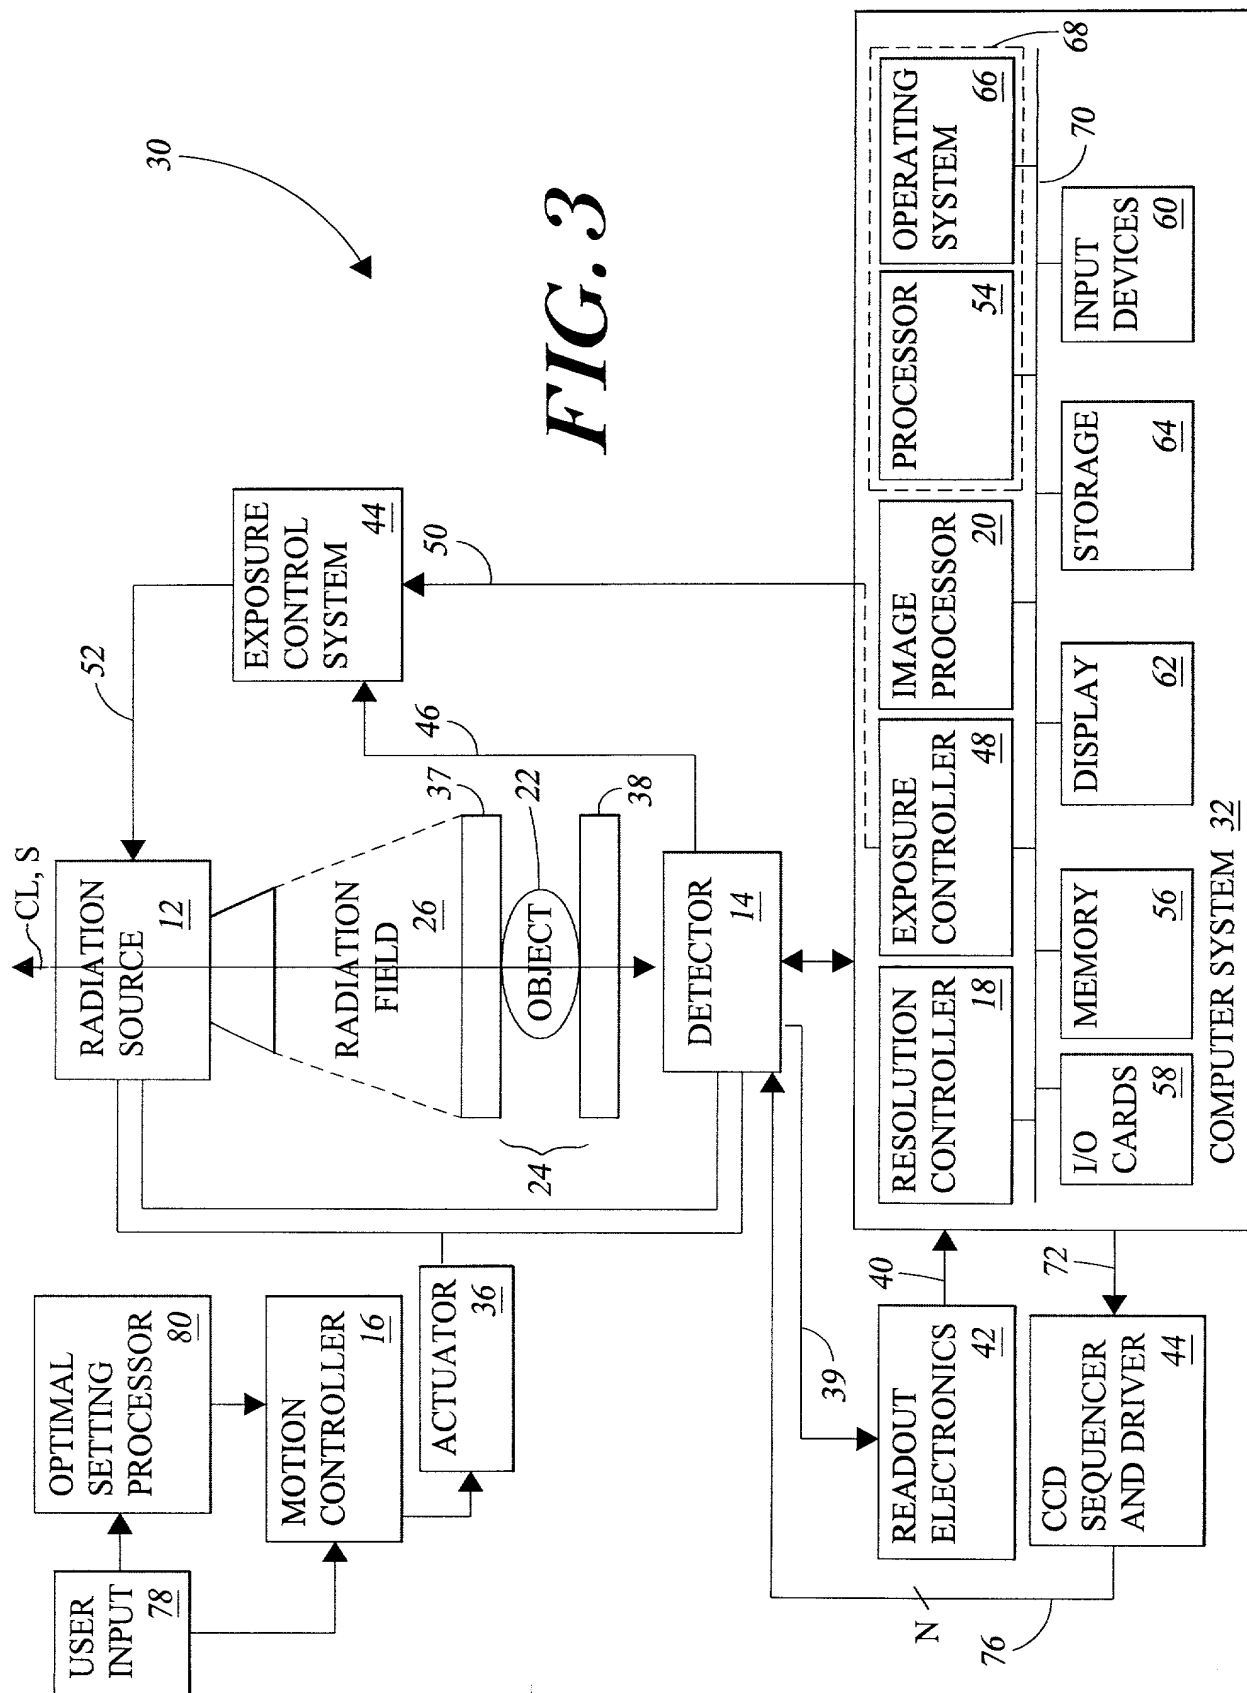 30
FIG. 3
CL, S
RADIATION
SOURCE
12
52
EXPOSURE
CONTROL
SYSTEM
44
50
46
RADIATION
FIELD
26
37
22
OBJECT
38
24
DETECTOR
14
USER
INPUT
78
OPTIMAL
SETTING
PROCESSOR
80
MOTION
CONTROLLER
16
ACTUATOR
36
39
READOUT
ELECTRONICS
42
40
CCD
SEQUENCER
AND DRIVER
44
72
N
76
RESOLUTION
CONTROLLER
18
EXPOSURE
CONTROLLER
48
IMAGE
PROCESSOR
20
PROCESSOR
54
OPERATING
SYSTEM
66
68
70
I/O
CARDS
58
MEMORY
56
DISPLAY
62
STORAGE
64
INPUT
DEVICES
60
COMPUTER SYSTEM 32